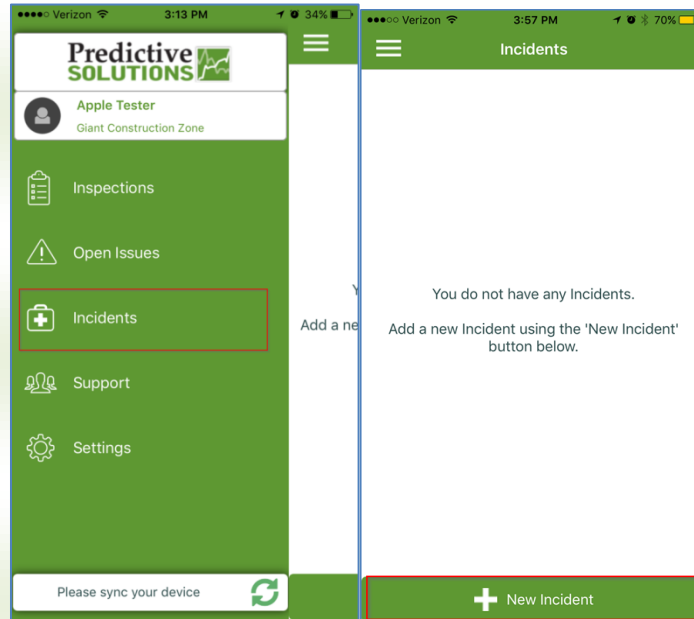 Verizon 3:13 PM 34%
Predictive
SOLUTIONS
Apple Tester
Giant Construction Zone
Inspections
Open Issues
Incidents
Support
Settings
Please sync your device
Y
Add a ne
Verizon 3:57 PM 70%
Incidents
You do not have any Incidents.
Add a new Incident using the 'New Incident'
button below.
New Incident